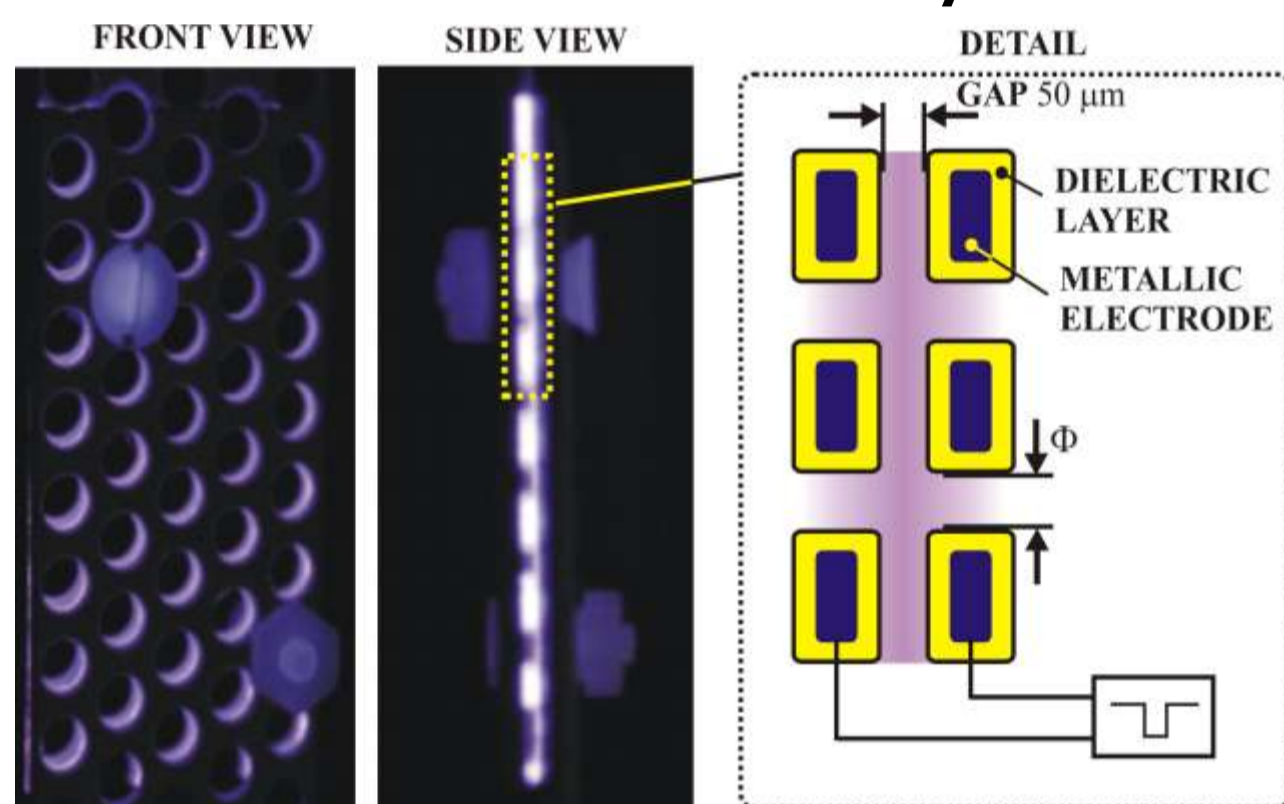 FRONT VIEW
SIDE VIEW
DETAIL
GAP 50 μm
DIELECTRIC
LAYER
METALLIC
ELECTRODE
Φ